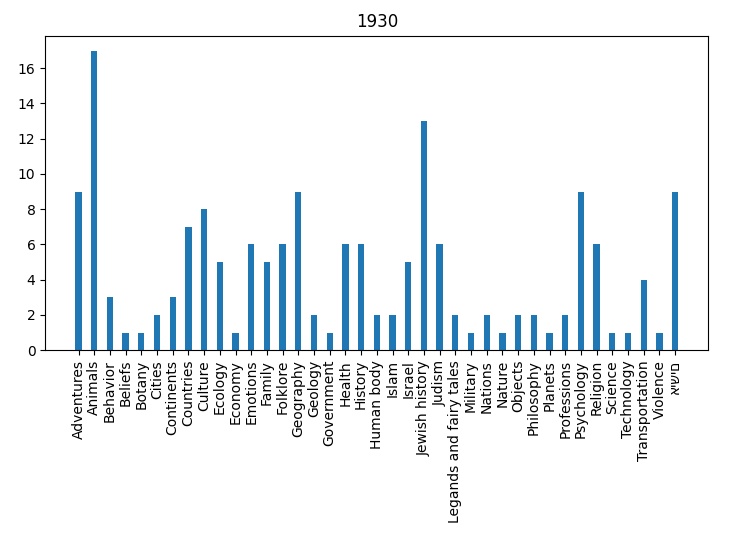 1930
16
14
12
10
8
6
4
2
0
Adventures
Animals
Behavior
Beliefs
Botany
Cities
Continents
Countries
Culture
Ecology
Economy
Emotions
Family
Folklore
Geography
Geology
Government
Health
History
Human body
Islam
Israel
Jewish history
Judism
Legands and fairy tales
Military
Nations
Nature
Objects
Philosophy
Planets
Professions
Psychology
Religion
Science
Technology
Transportation
Violence
אישים